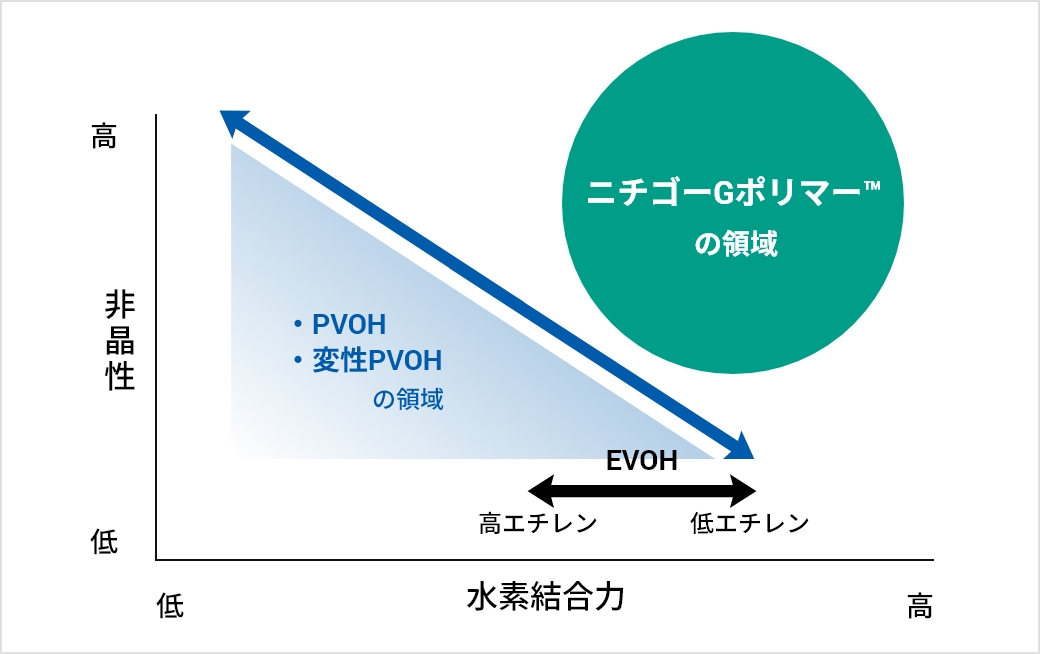 高
ニチゴーGポリマー™
の領域
非晶性
・PVOH
・変性PVOH
の領域
EVOH
高エチレン
低エチレン
低
低
水素結合力
高